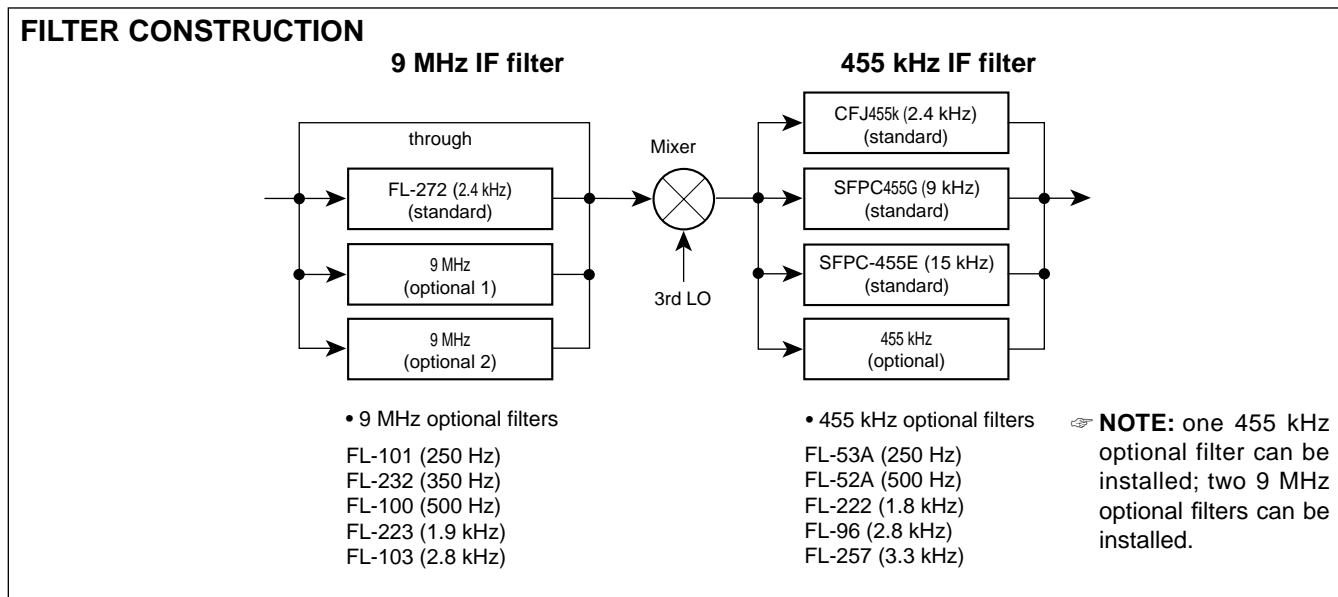 FILTER CONSTRUCTION
9 MHz IF filter
455 kHz IF filter
through
FL-272 (2.4 kHz)
(standard)
9 MHz
(optional 1)
9 MHz
(optional 2)
Mixer
3rd LO
CFJ455k (2.4 kHz)
(standard)
SFPC455G (9 kHz)
(standard)
SFPC-455E (15 kHz)
(standard)
455 kHz
(optional)
• 9 MHz optional filters
FL-101 (250 Hz)
FL-232 (350 Hz)
FL-100 (500 Hz)
FL-223 (1.9 kHz)
FL-103 (2.8 kHz)
• 455 kHz optional filters
FL-53A (250 Hz)
FL-52A (500 Hz)
FL-222 (1.8 kHz)
FL-96 (2.8 kHz)
FL-257 (3.3 kHz)
☞ NOTE: one 455 kHz
optional filter can be
installed; two 9 MHz
optional filters can be
installed.